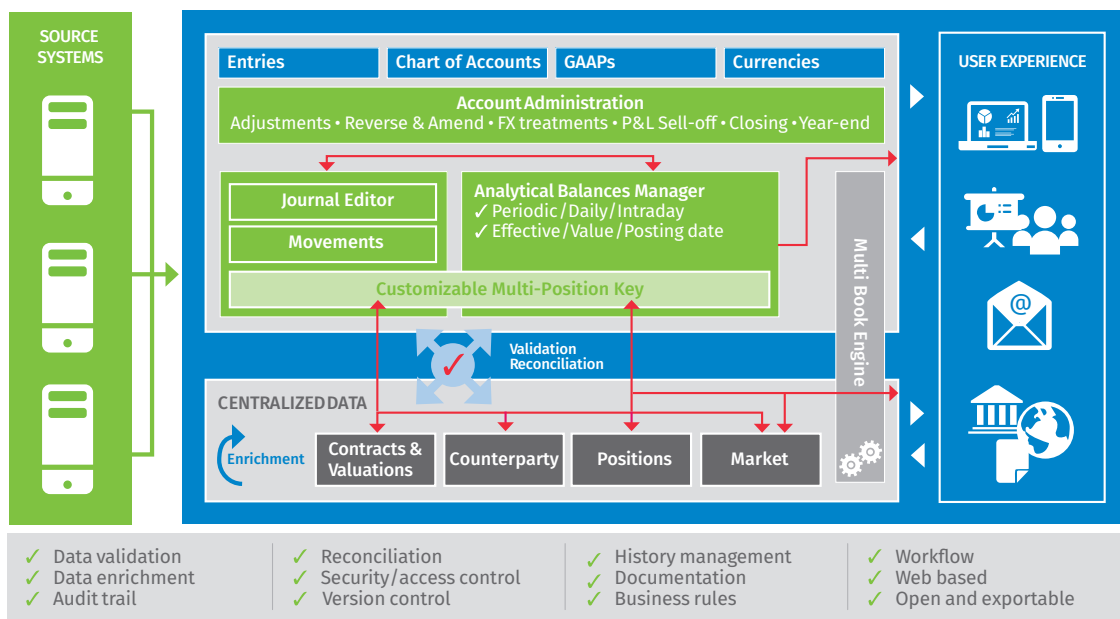 SOURCE
SYSTEMS
Entries
Chart of Accounts
GAAPs
Currencies
Account Administration
Adjustments • Reverse & Amend • FX treatments • P&L Sell-off • Closing • Year-end
Journal Editor
Movements
Analytical Balances Manager
✓ Periodic/Daily/Intraday
✓ Effective/Value/Posting date
Customizable Multi-Position Key
Multi Book Engine
Validation
Reconciliation
CENTRALIZED DATA
Enrichment
Contracts &
Valuations
Counterparty
Positions
Market
USER EXPERIENCE
@
✓ Data validation
✓ Data enrichment
✓ Audit trail
✓ Reconciliation
✓ Security/access control
✓ Version control
✓ History management
✓ Documentation
✓ Business rules
✓ Workflow
✓ Web based
✓ Open and exportable